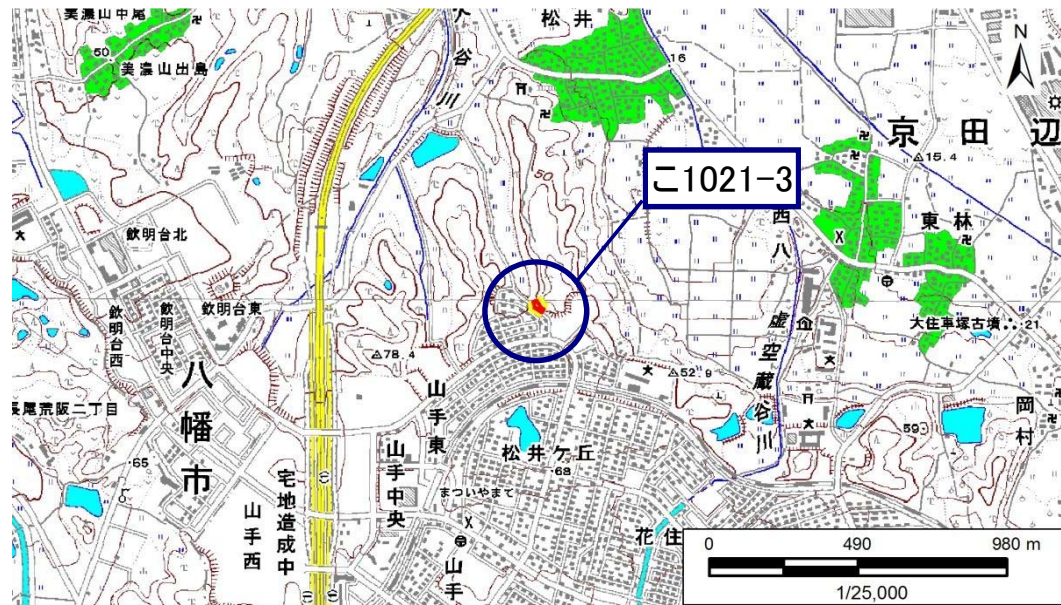 美濃山中尾
50
美濃山出島
谷
川
松井
16
N
京田辺
15.4
東林
こ1021-3
50
西八
虚空蔵谷川
大住車塚古墳
21
欽明台北
欽明台東
欽明台中央
欽明台西
八幡市
長尾荒阪二丁目
65
78.4
山手東
52.9
59
岡村
松井ケ丘
68
山手中央
まついやまて
宅地造成中
山手西
山手
花住
0 490 980 m
1/25,000